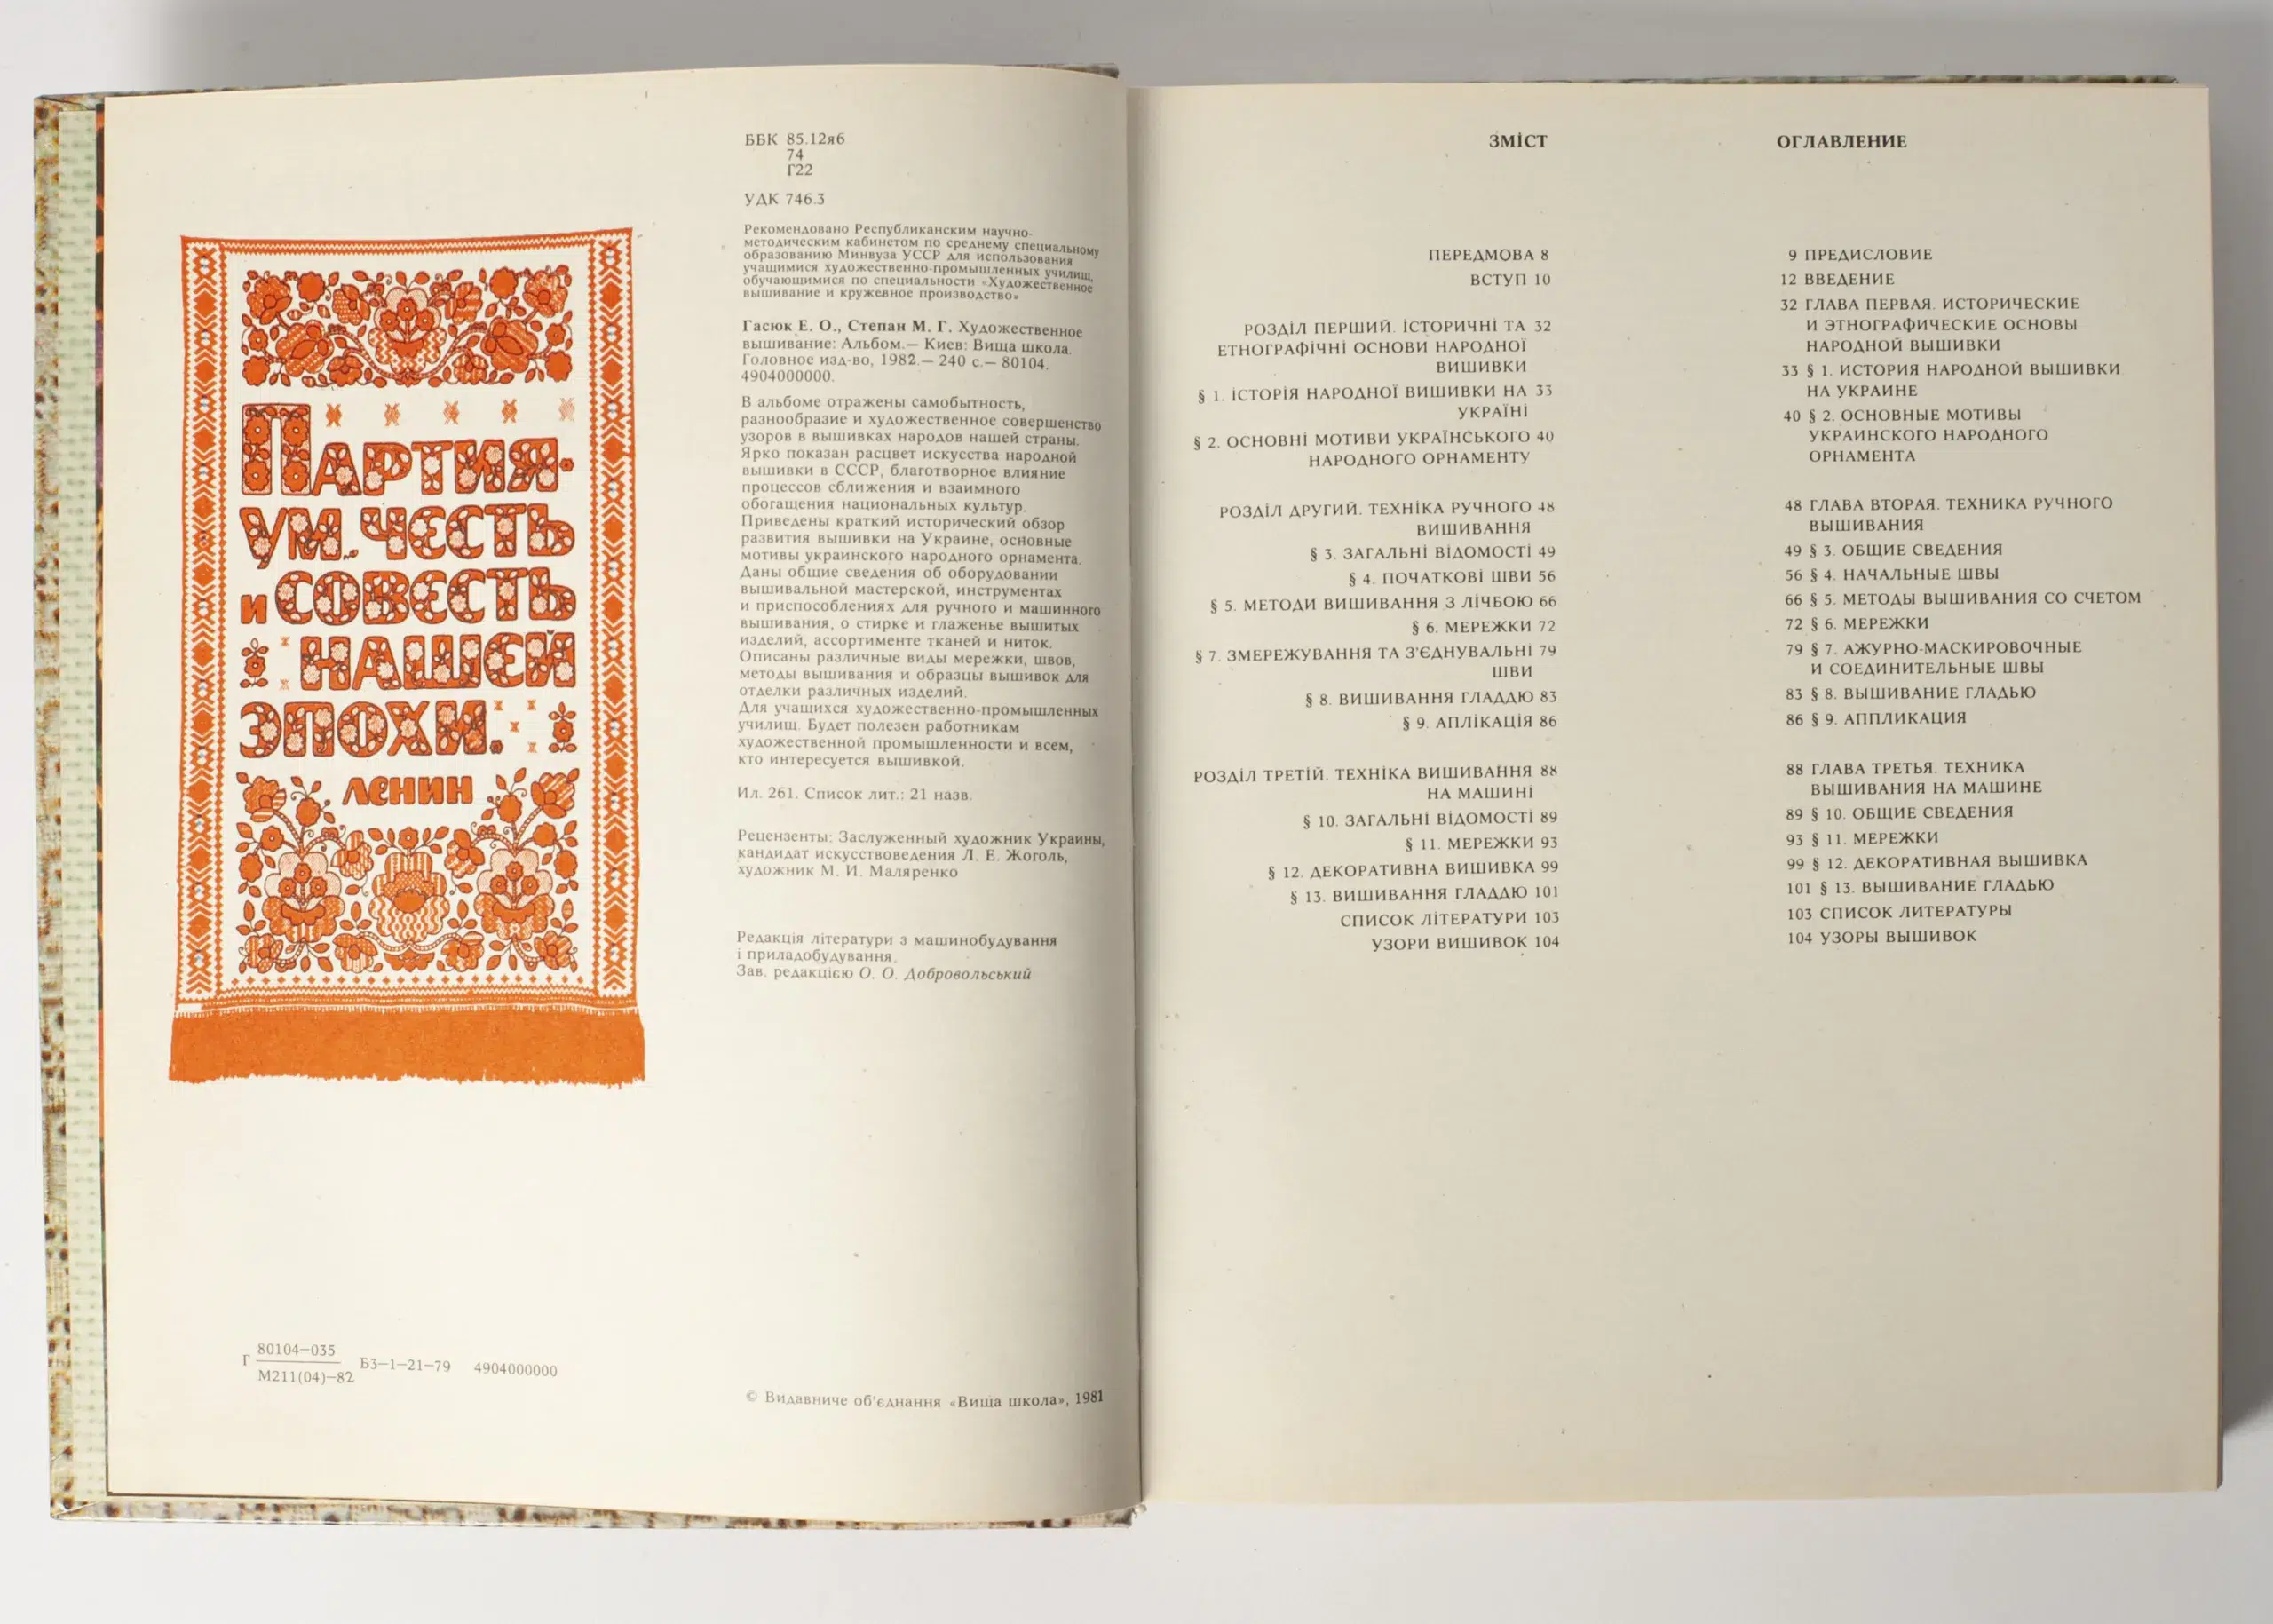 ПАРТИЯ-
УМ, ЧЕСТЬ
И СОВЕСТЬ
НАШЕЙ
ЭПОХИ.
ЛЕНИН
Г 80104—035
М211(04)—82
БЗ—1—21—79 4904000000
ББК 85.12я6
74
Г22
УДК 746.3
Рекомендовано Республиканским научно-
методическим кабинетом по среднему специальному
образованию Минвуза УССР для использования
учащимися художественно-промышленных училищ,
обучающимися по специальности «Художественное
вышивание и кружевное производство»
Гасюк Е. О., Степан М. Г. Художественное
вышивание: Альбом.— Киев: Вища школа.
Головное изд-во, 1982.— 240 с.— 80104.
4904000000.
В альбоме отражены самобытность,
разнообразие и художественное совершенство
узоров в вышивках народов нашей страны.
Ярко показан расцвет искусства народной
вышивки в СССР, благотворное влияние
процессов сближения и взаимного
обогащения национальных культур.
Приведены краткий исторический обзор
развития вышивки на Украине, основные
мотивы украинского народного орнамента.
Даны общие сведения об оборудовании
вышивальной мастерской, инструментах
и приспособлениях для ручного и машинного
вышивания, о стирке и глаженье вышитых
изделий, ассортименте тканей и ниток.
Описаны различные виды мережки, швов,
методы вышивания и образцы вышивок для
отделки различных изделий.
Для учащихся художественно-промышленных
училищ. Будет полезен работникам
художественной промышленности и всем,
кто интересуется вышивкой.
Ил. 261. Список лит.: 21 назв.
Рецензенты: Заслуженный художник Украины,
кандидат искусствоведения Л. Е. Жоголь,
художник М. И. Маляренко
Редакція літератури з машинобудування
і приладобудування.
Зав. редакцією О. О. Добровольський
© Видавниче об'єднання «Вища школа», 1981
ЗМІСТ
ПЕРЕДМОВА 8
ВСТУП 10
РОЗДІЛ ПЕРШИЙ. ІСТОРИЧНІ ТА 32
ЕТНОГРАФІЧНІ ОСНОВИ НАРОДНОЇ
ВИШИВКИ
§ 1. ІСТОРІЯ НАРОДНОЇ ВИШИВКИ НА 33
УКРАЇНІ
§ 2. ОСНОВНІ МОТИВИ УКРАЇНСЬКОГО 40
НАРОДНОГО ОРНАМЕНТУ
РОЗДІЛ ДРУГИЙ. ТЕХНІКА РУЧНОГО 48
ВИШИВАННЯ
§ 3. ЗАГАЛЬНІ ВІДОМОСТІ 49
§ 4. ПОЧАТКОВІ ШВИ 56
§ 5. МЕТОДИ ВИШИВАННЯ З ЛІЧБОЮ 66
§ 6. МЕРЕЖКИ 72
§ 7. ЗМЕРЕЖУВАННЯ ТА З'ЄДНУВАЛЬНІ 79
ШВИ
§ 8. ВИШИВАННЯ ГЛАДДЮ 83
§ 9. АПЛІКАЦІЯ 86
РОЗДІЛ ТРЕТІЙ. ТЕХНІКА ВИШИВАННЯ 88
НА МАШИНІ
§ 10. ЗАГАЛЬНІ ВІДОМОСТІ 89
§ 11. МЕРЕЖКИ 93
§ 12. ДЕКОРАТИВНА ВИШИВКА 99
§ 13. ВИШИВАННЯ ГЛАДДЮ 101
СПИСОК ЛІТЕРАТУРИ 103
УЗОРИ ВИШИВОК 104
ОГЛАВЛЕНИЕ
9 ПРЕДИСЛОВИЕ
12 ВВЕДЕНИЕ
32 ГЛАВА ПЕРВАЯ. ИСТОРИЧЕСКИЕ
И ЭТНОГРАФИЧЕСКИЕ ОСНОВЫ
НАРОДНОЙ ВЫШИВКИ
33 § 1. ИСТОРИЯ НАРОДНОЙ ВЫШИВКИ
НА УКРАИНЕ
40 § 2. ОСНОВНЫЕ МОТИВЫ
УКРАИНСКОГО НАРОДНОГО
ОРНАМЕНТА
48 ГЛАВА ВТОРАЯ. ТЕХНИКА РУЧНОГО
ВЫШИВАНИЯ
49 § 3. ОБЩИЕ СВЕДЕНИЯ
56 § 4. НАЧАЛЬНЫЕ ШВЫ
66 § 5. МЕТОДЫ ВЫШИВАНИЯ СО СЧЕТОМ
72 § 6. МЕРЕЖКИ
79 § 7. АЖУРНО-МАСКИРОВОЧНЫЕ
И СОЕДИНИТЕЛЬНЫЕ ШВЫ
83 § 8. ВЫШИВАНИЕ ГЛАДЬЮ
86 § 9. АППЛИКАЦИЯ
88 ГЛАВА ТРЕТЬЯ. ТЕХНИКА
ВЫШИВАНИЯ НА МАШИНЕ
89 § 10. ОБЩИЕ СВЕДЕНИЯ
93 § 11. МЕРЕЖКИ
99 § 12. ДЕКОРАТИВНАЯ ВЫШИВКА
101 § 13. ВЫШИВАНИЕ ГЛАДЬЮ
103 СПИСОК ЛИТЕРАТУРЫ
104 УЗОРЫ ВЫШИВОК